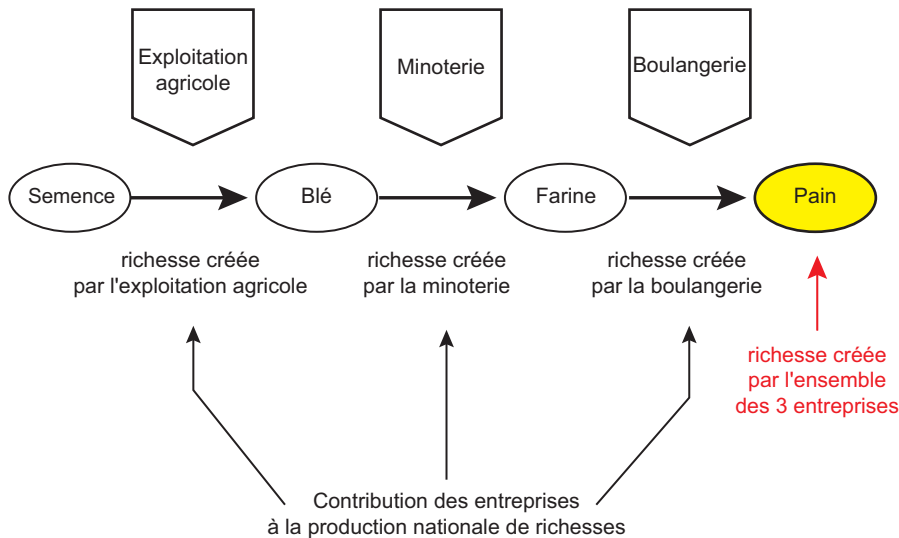 Exploitation
agricole
Minoterie
Boulangerie
Semence
Blé
Farine
Pain
richesse créée
par l'exploitation agricole
richesse créée
par la minoterie
richesse créée
par la boulangerie
richesse créée
par l'ensemble
des 3 entreprises
Contribution des entreprises
à la production nationale de richesses